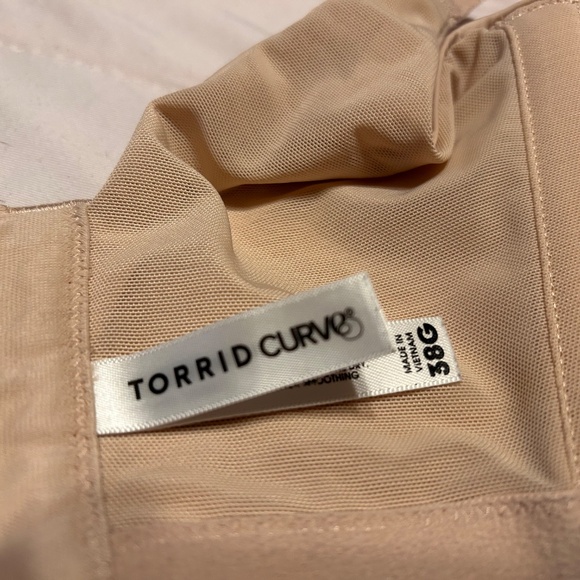 TORRID CURVE
MADE IN
VIETNAM
38G